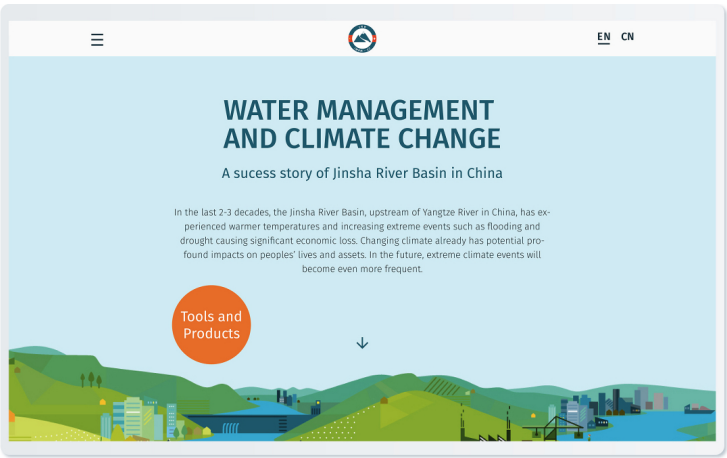 EN CN
WATER MANAGEMENT
AND CLIMATE CHANGE
A sucess story of Jinsha River Basin in China
In the last 2-3 decades, the Jinsha River Basin, upstream of Yangtze River in China, has ex-
perienced warmer temperatures and increasing extreme events such as flooding and
drought causing significant economic loss. Changing climate already has potential pro-
found impacts on peoples' lives and assets. In the future, extreme climate events will
become even more frequent.
Tools and
Products